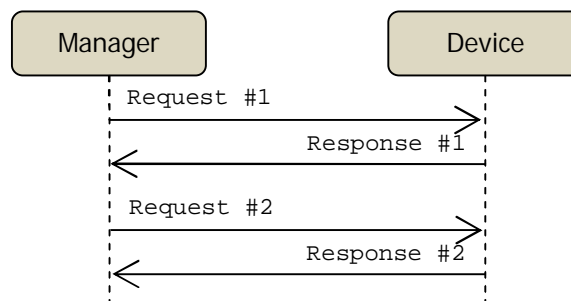 Manager
Device
Request #1
Response #1
Request #2
Response #2